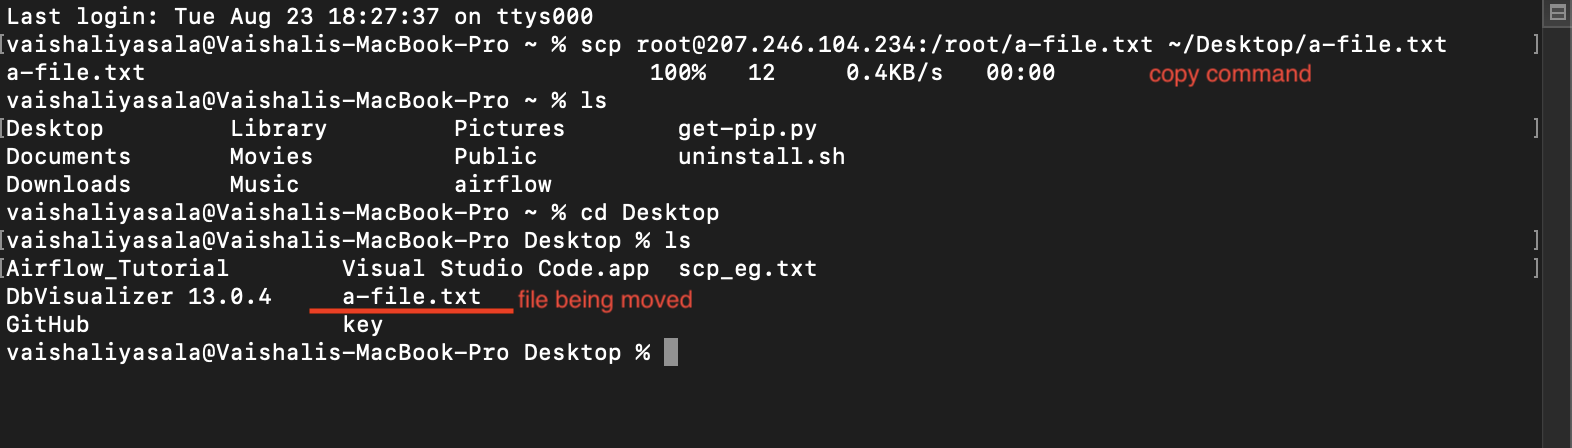 Last login: Tue Aug 23 18:27:37 on ttys000
[vaishaliyasala@Vaishalis-MacBook-Pro ~ % scp root@207.246.104.234:/root/a-file.txt ~/Desktop/a-file.txt ]
a-file.txt 100% 12 0.4KB/s 00:00 copy command
vaishaliyasala@Vaishalis-MacBook-Pro ~ % ls
[Desktop Library Pictures get-pip.py ]
Documents Movies Public uninstall.sh
Downloads Music airflow
vaishaliyasala@Vaishalis-MacBook-Pro ~ % cd Desktop
[vaishaliyasala@Vaishalis-MacBook-Pro Desktop % ls ]
[Airflow_Tutorial Visual Studio Code.app scp_eg.txt ]
DbVisualizer 13.0.4 a-file.txt file being moved
GitHub key
vaishaliyasala@Vaishalis-MacBook-Pro Desktop %